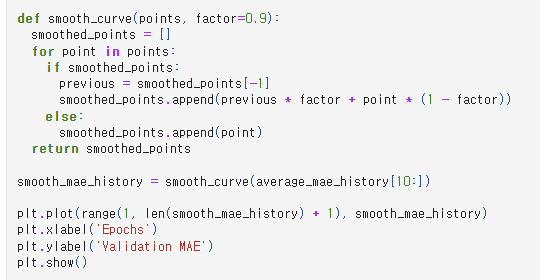 def smooth_curve(points, factor=0.9):
  smoothed_points = []
  for point in points:
    if smoothed_points:
      previous = smoothed_points[-1]
      smoothed_points.append(previous * factor + point * (1 - factor))
    else:
      smoothed_points.append(point)
  return smoothed_points

smooth_mae_history = smooth_curve(average_mae_history[10:])

plt.plot(range(1, len(smooth_mae_history) + 1), smooth_mae_history)
plt.xlabel('Epochs')
plt.ylabel('Validation MAE')
plt.show()